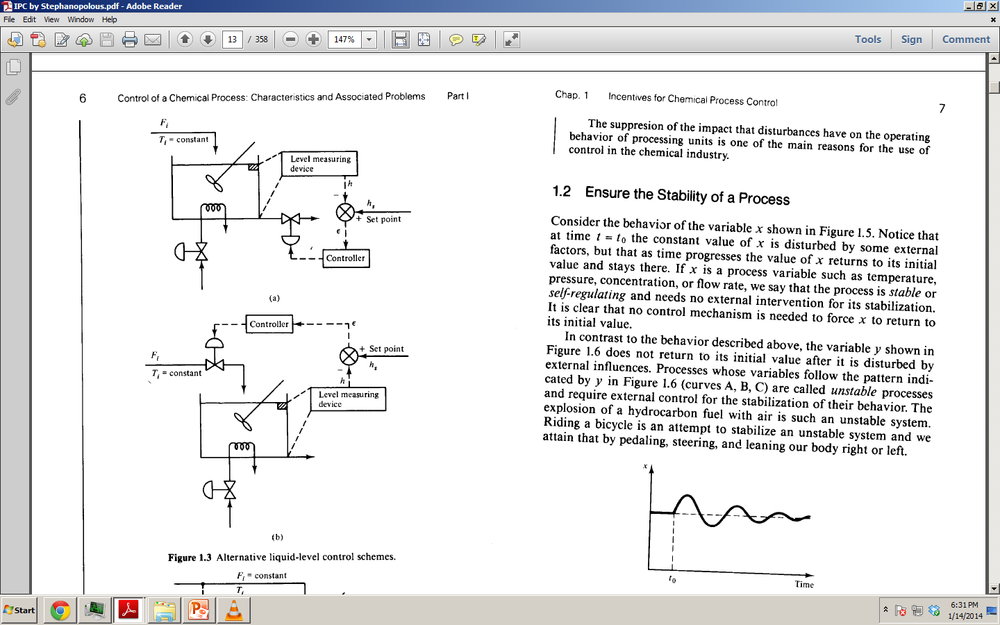 IPC by Stephanopolous.pdf - Adobe Reader
File Edit View Window Help
13 / 358
147%
Tools Sign Comment
6 Control of a Chemical Process: Characteristics and Associated Problems Part I
Fi
Ti = constant
Level measuring
device
h
−
hs
+ Set point
ϵ
Controller
(a)
Controller
ϵ
+ Set point
hs
−
h
Fi
Ti = constant
Level measuring
device
(b)
Figure 1.3 Alternative liquid-level control schemes.
Fi = constant
Ti
Chap. 1 Incentives for Chemical Process Control 7
The suppresion of the impact that disturbances have on the operating
behavior of processing units is one of the main reasons for the use of
control in the chemical industry.
1.2 Ensure the Stability of a Process
Consider the behavior of the variable x shown in Figure 1.5. Notice that
at time t = t0 the constant value of x is disturbed by some external
factors, but that as time progresses the value of x returns to its initial
value and stays there. If x is a process variable such as temperature,
pressure, concentration, or flow rate, we say that the process is stable or
self-regulating and needs no external intervention for its stabilization.
It is clear that no control mechanism is needed to force x to return to
its initial value.
In contrast to the behavior described above, the variable y shown in
Figure 1.6 does not return to its initial value after it is disturbed by
external influences. Processes whose variables follow the pattern indi-
cated by y in Figure 1.6 (curves A, B, C) are called unstable processes
and require external control for the stabilization of their behavior. The
explosion of a hydrocarbon fuel with air is such an unstable system.
Riding a bicycle is an attempt to stabilize an unstable system and we
attain that by pedaling, steering, and leaning our body right or left.
x
t0
Time
Start
6:31 PM
1/14/2014